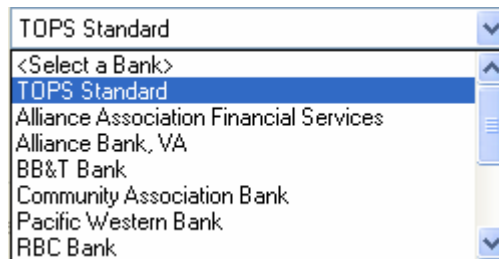 TOPS Standard
<Select a Bank>
TOPS Standard
Alliance Association Financial Services
Alliance Bank, VA
BB&T Bank
Community Association Bank
Pacific Western Bank
RBC Bank